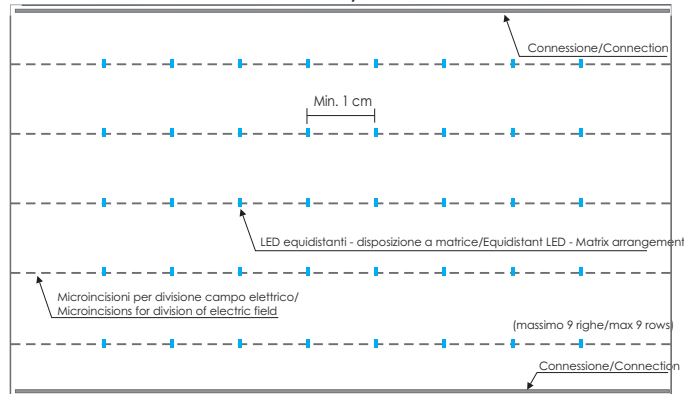 Connessione/Connection
Min. 1 cm
LED equidistanti - disposizione a matrice/Equidistant LED - Matrix arrangement
Microincisioni per divisione campo elettrico/
Microincisions for division of electric field
(massimo 9 righe/max 9 rows)
Connessione/Connection